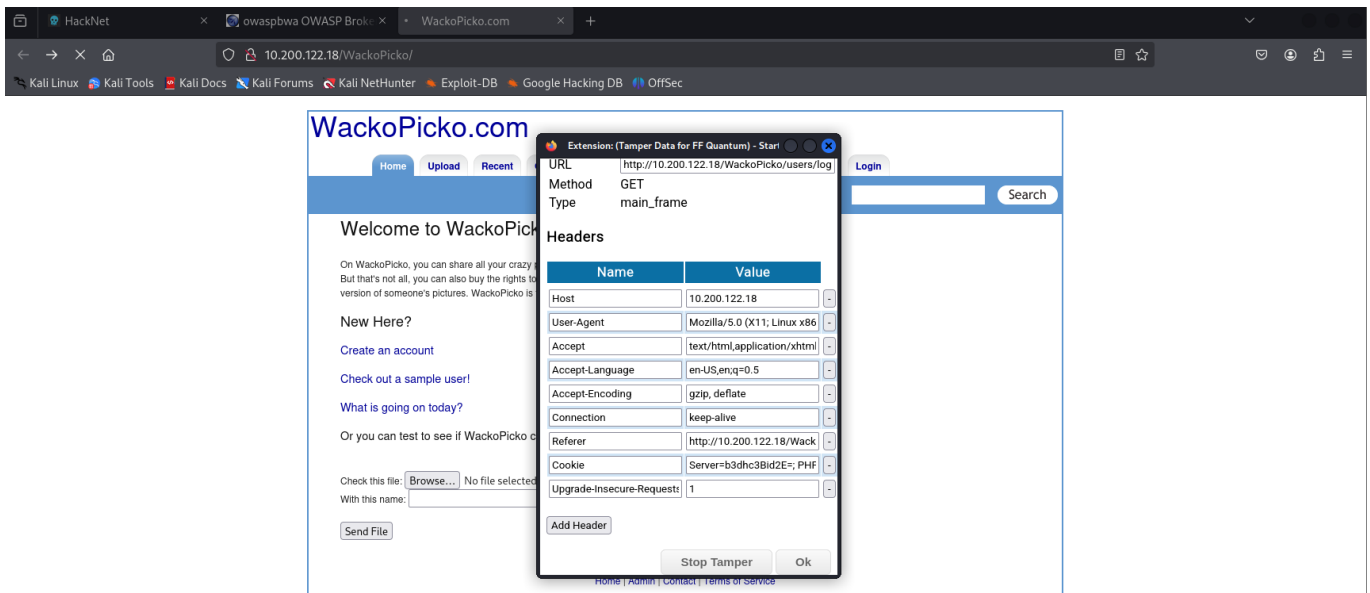 HackNet
owaspbwa OWASP Broke
WackoPicko.com
10.200.122.18/WackoPicko/
Kali Linux Kali Tools Kali Docs Kali Forums Kali NetHunter Exploit-DB Google Hacking DB OffSec
WackoPicko.com
Home Upload Recent Login
Search
Welcome to WackoPick
On WackoPicko, you can share all your crazy
But that's not all, you can also buy the rights to
version of someone's pictures. WackoPicko is
New Here?
Create an account
Check out a sample user!
What is going on today?
Or you can test to see if WackoPicko c
Check this file: Browse... No file selected
With this name:
Send File
Home | Admin | Contact | Terms of Service
Extension: (Tamper Data for FF Quantum) - Start
URL http://10.200.122.18/WackoPicko/users/log
Method GET
Type main_frame
Headers
Name Value
Host 10.200.122.18 -
User-Agent Mozilla/5.0 (X11; Linux x86 -
Accept text/html,application/xhtml -
Accept-Language en-US,en;q=0.5 -
Accept-Encoding gzip, deflate -
Connection keep-alive -
Referer http://10.200.122.18/Wack -
Cookie Server=b3dhc3Bid2E=; PHP -
Upgrade-Insecure-Requests 1 -
Add Header
Stop Tamper Ok